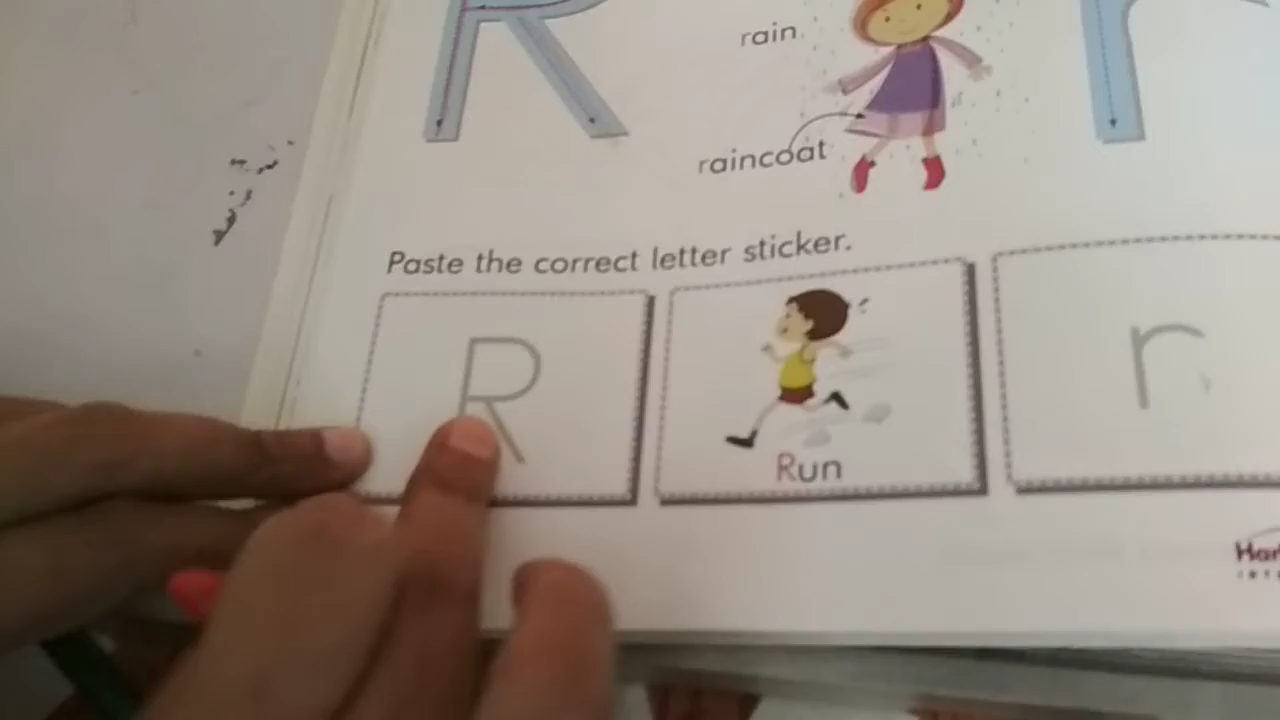 R
rain
r
raincoat
Paste the correct letter sticker.
R
Run
r